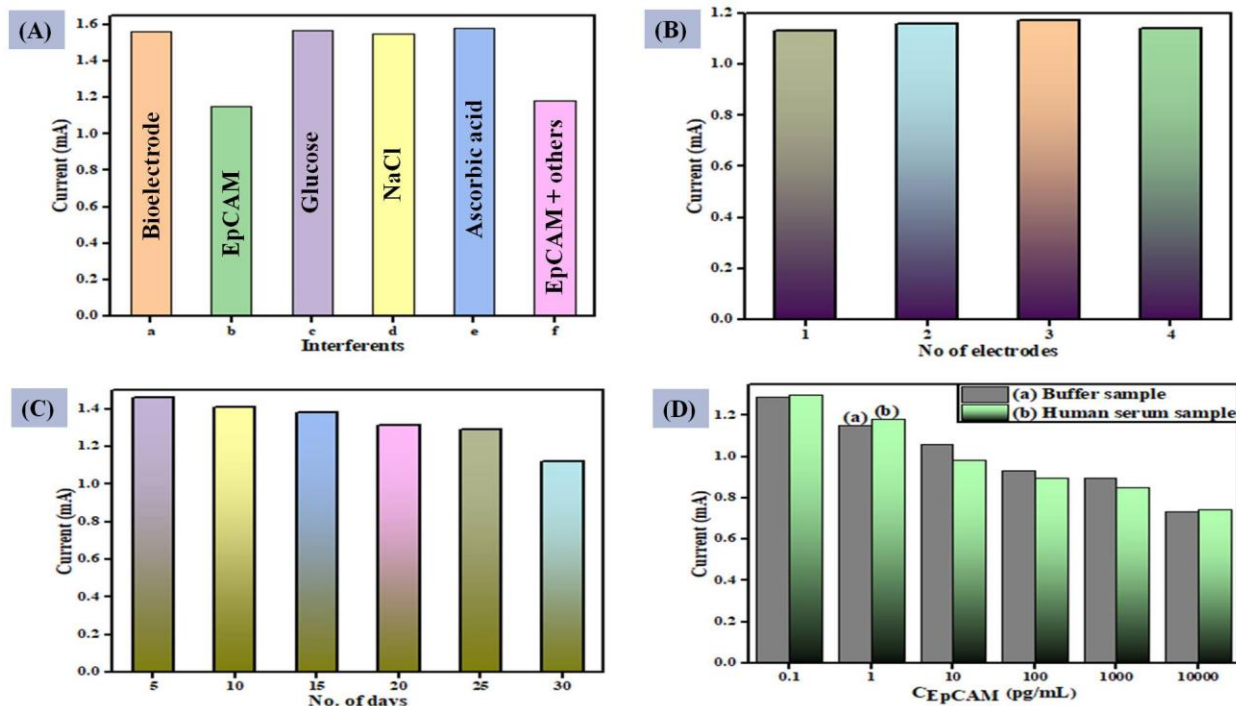 (A)
Current (mA)
1.6
1.4
1.2
1.0
0.8
0.6
0.4
0.2
0.0
Bioelectrode
EpCAM
Glucose
NaCl
Ascorbic acid
EpCAM + others
a b c d e f
Interferents
(B)
Current (mA)
1.2
1.0
0.8
0.6
0.4
0.2
0.0
1 2 3 4
No of electrodes
(C)
Current (mA)
1.4
1.2
1.0
0.8
0.6
0.4
0.2
0.0
5 10 15 20 25 30
No. of days
(D)
Current (mA)
1.2
1.0
0.8
0.6
0.4
0.2
0.0
(a) Buffer sample
(b) Human serum sample
(a) (b)
0.1 1 10 100 1000 10000
CEpCAM (pg/mL)